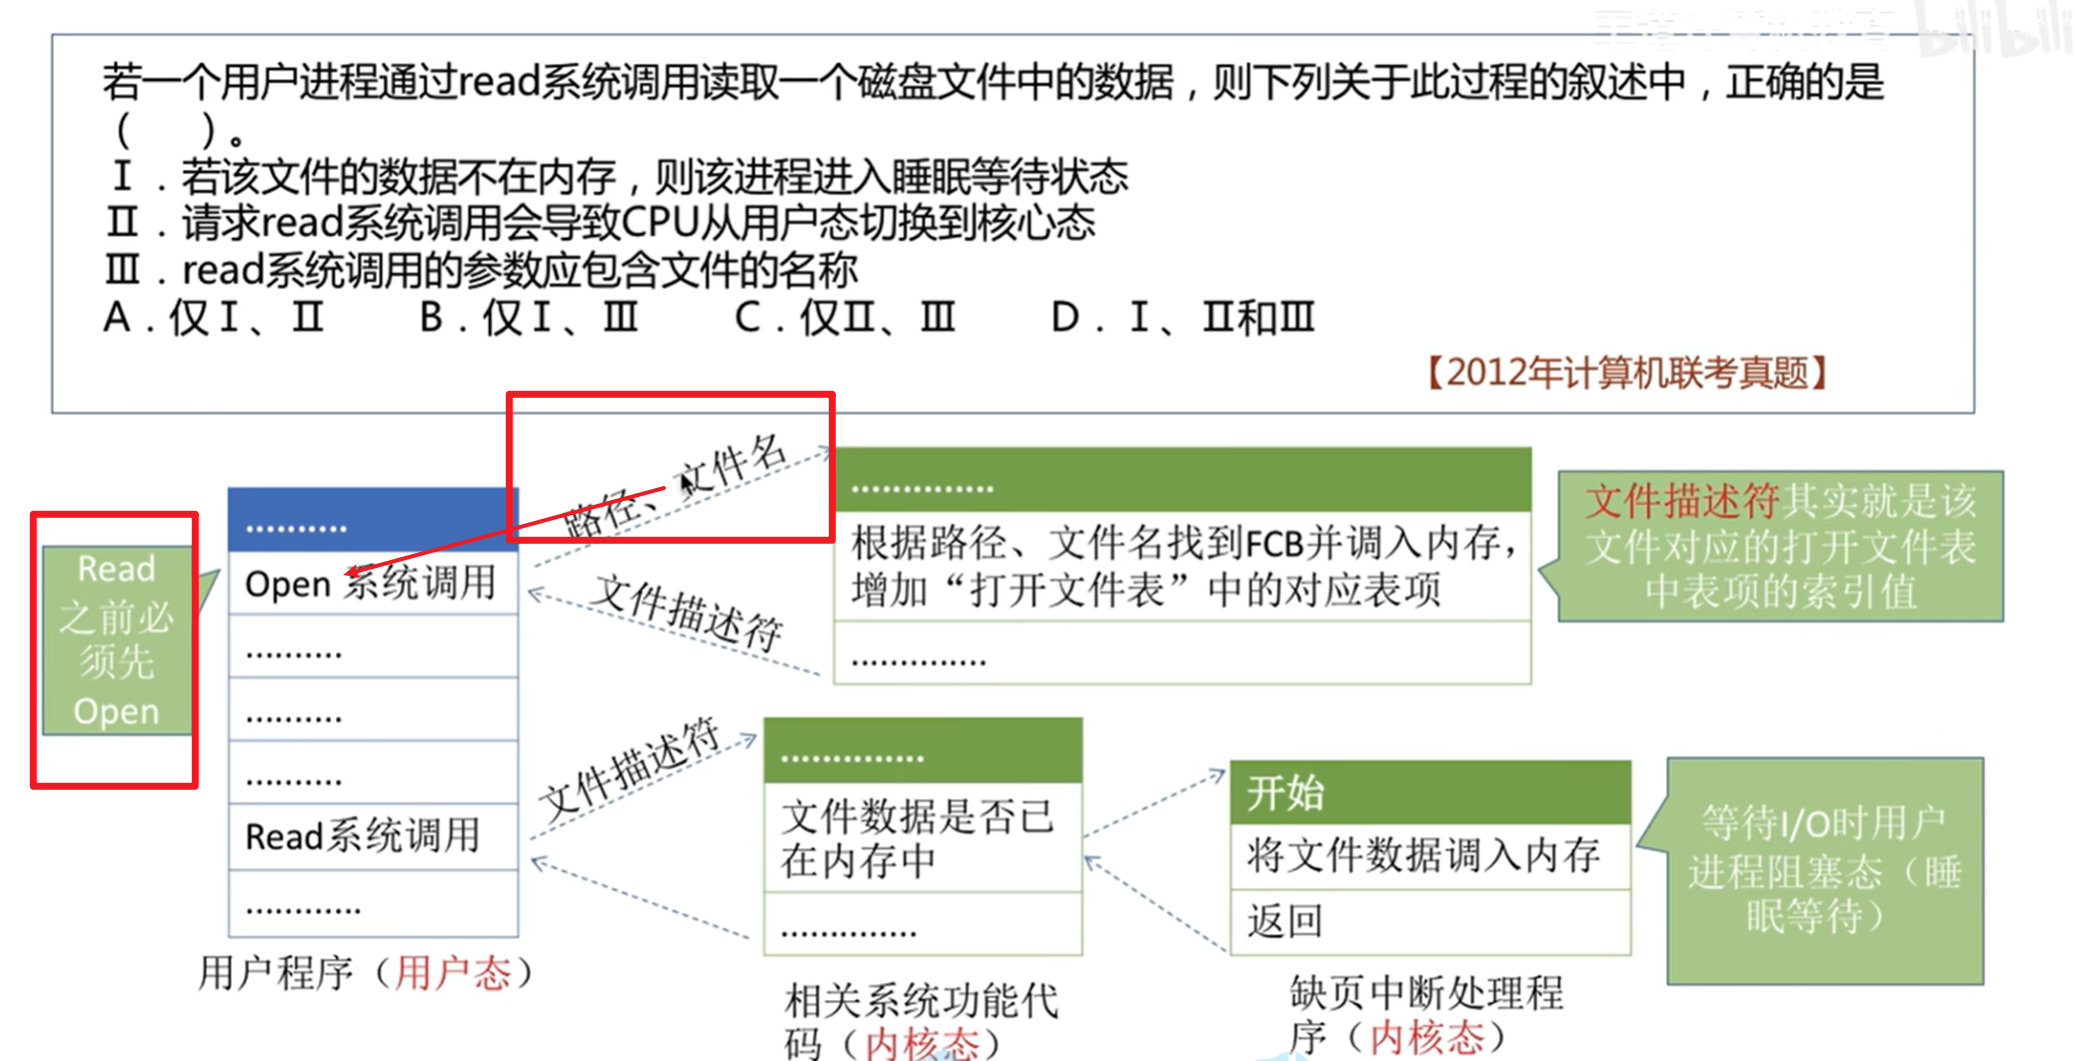 bilibili
若一个用户进程通过read系统调用读取一个磁盘文件中的数据，则下列关于此过程的叙述中，正确的是
（　　）。
Ⅰ．若该文件的数据不在内存，则该进程进入睡眠等待状态
Ⅱ．请求read系统调用会导致CPU从用户态切换到核心态
Ⅲ．read系统调用的参数应包含文件的名称
A．仅Ⅰ、Ⅱ　　B．仅Ⅰ、Ⅲ　　C．仅Ⅱ、Ⅲ　　D．Ⅰ、Ⅱ和Ⅲ
【2012年计算机联考真题】
Read
之前必
须先
Open
..........
Open 系统调用
..........
..........
..........
Read系统调用
............
用户程序（用户态）
路径、文件名
文件描述符
..............
根据路径、文件名找到FCB并调入内存，
增加“打开文件表”中的对应表项
..............
文件描述符其实就是该
文件对应的打开文件表
中表项的索引值
文件描述符
..............
文件数据是否已
在内存中
..............
相关系统功能代
码（内核态）
开始
将文件数据调入内存
返回
缺页中断处理程
序（内核态）
等待I/O时用户
进程阻塞态（睡
眠等待）